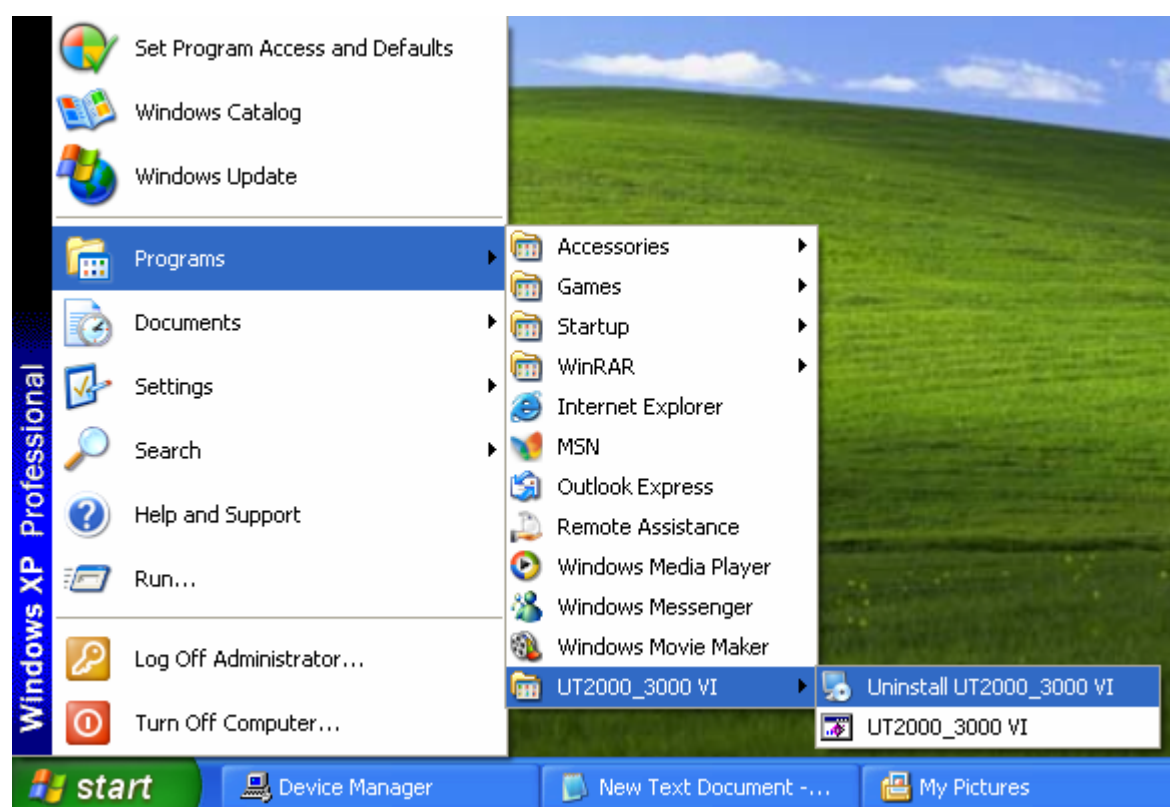 Set Program Access and Defaults
Windows Catalog
Windows Update
Programs
Documents
Settings
Search
Help and Support
Run...
Log Off Administrator...
Turn Off Computer...
Windows XP Professional
Accessories
Games
Startup
WinRAR
Internet Explorer
MSN
Outlook Express
Remote Assistance
Windows Media Player
Windows Messenger
Windows Movie Maker
UT2000_3000 VI
Uninstall UT2000_3000 VI
UT2000_3000 VI
start
Device Manager
New Text Document -...
My Pictures